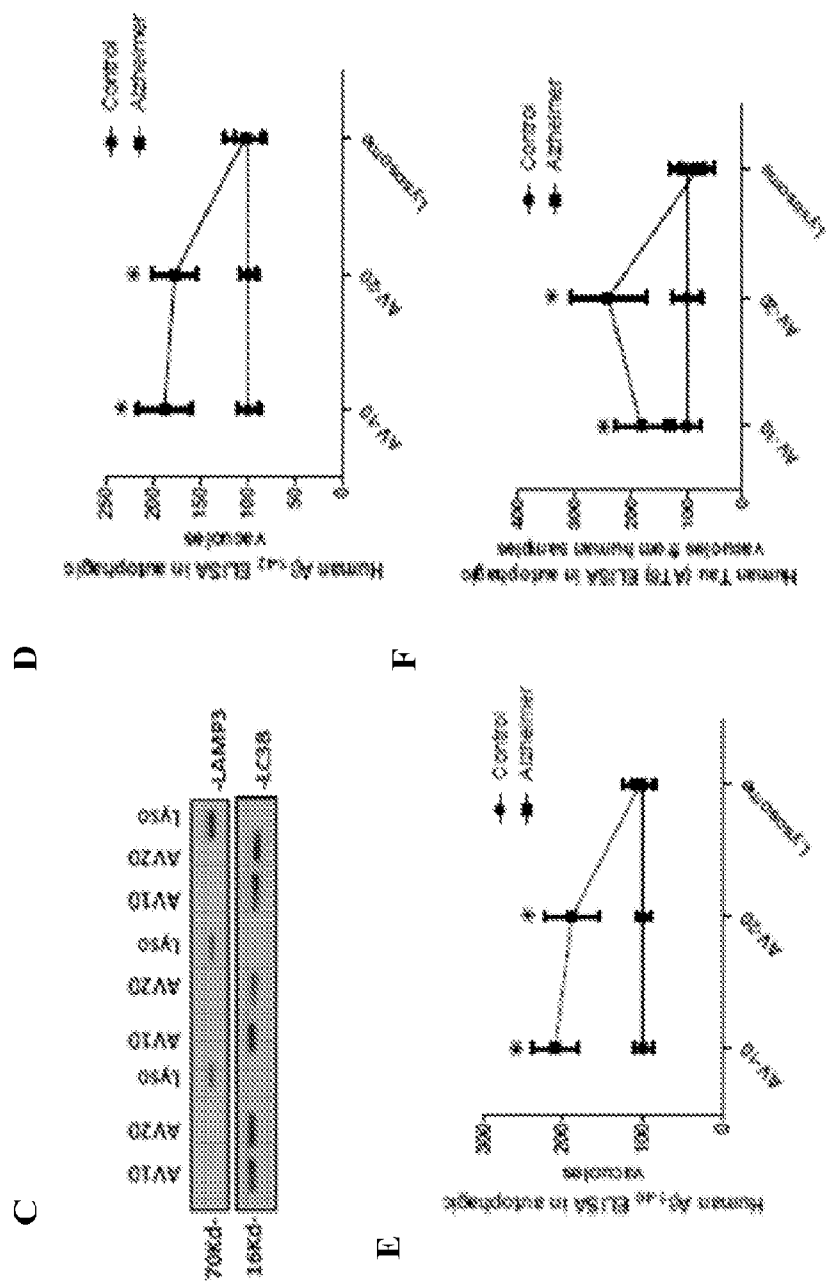 C
AV10 AV20 Lyso AV10 AV20 Lyso AV10 AV20 Lyso
70Kd-
-LAMP3
16Kd-
-LC3B
D
Human Aβ1-42 ELISA in autophagic
vacuoles
250
200
150
100
50
0
Control
Alzheimer
AV-10
AV-20
Lysosome
E
Human Aβ1-40 ELISA in autophagic
vacuoles
300
200
100
0
Control
Alzheimer
AV-10
AV-20
Lysosome
F
Human Tau (AT8) ELISA in autophagic
vacuoles from human samples
400
300
200
100
0
Control
Alzheimer
AV-10
AV-20
Lysosome